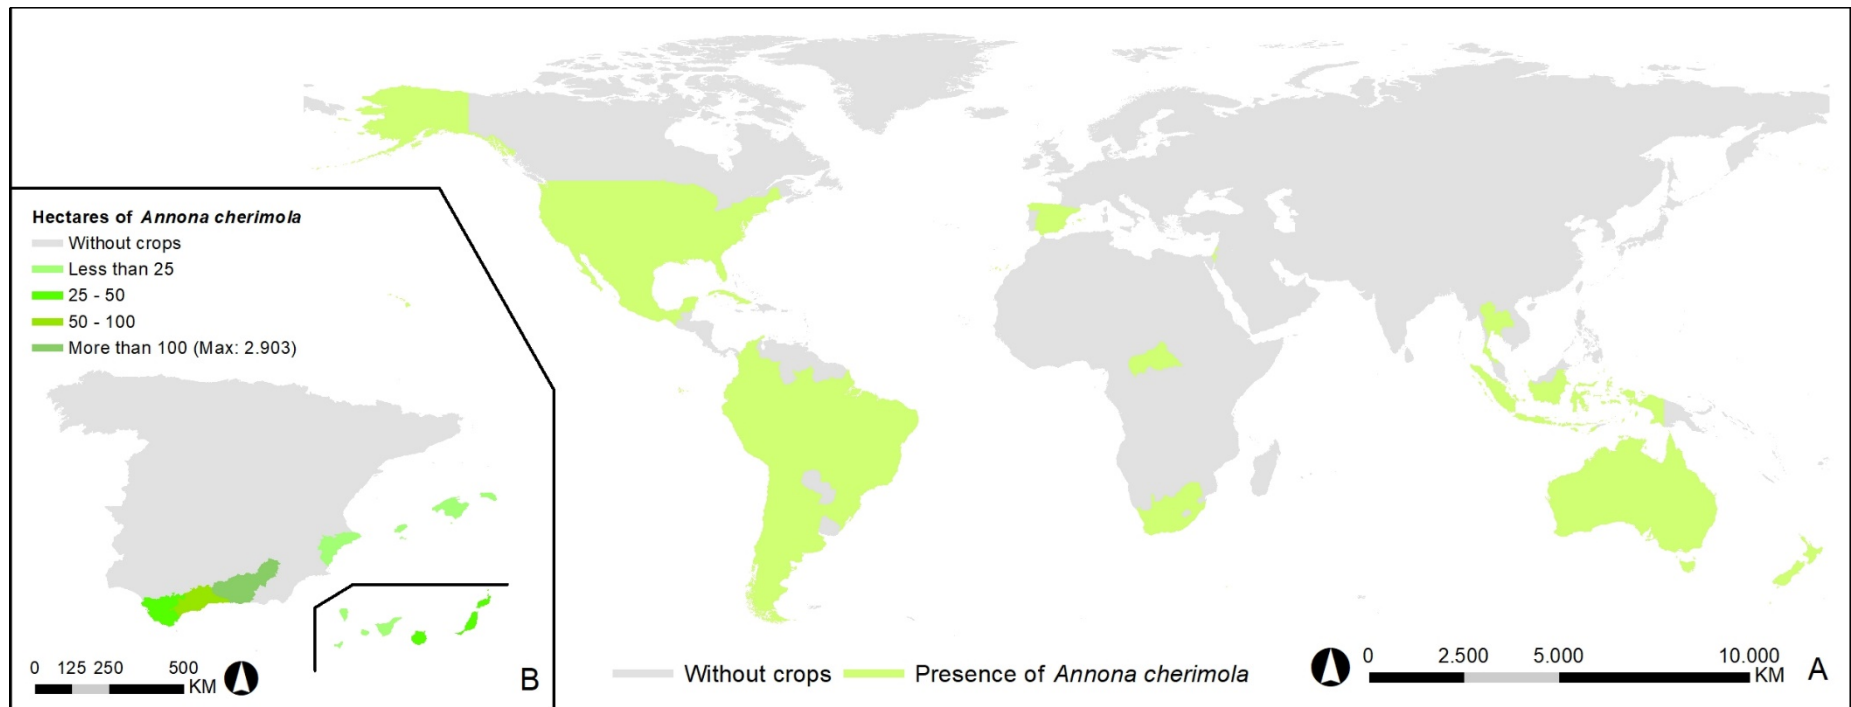 Hectares of Annona cherimola
Without crops
Less than 25
25 - 50
50 - 100
More than 100 (Max: 2.903)
0 125 250 500
KM
B
Without crops
Presence of Annona cherimola
0 2.500 5.000 10.000
KM
A